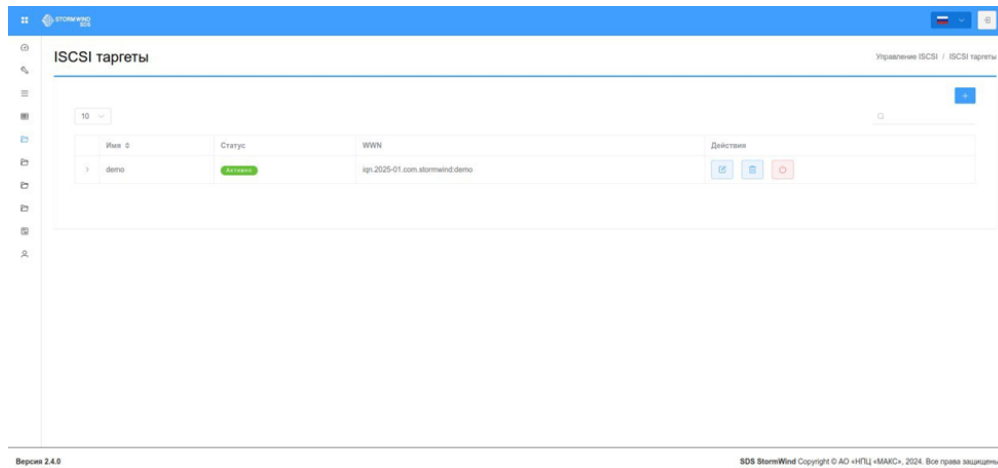 STORMWIND
SDS
ISCSI таргеты
Управление ISCSI / ISCSI таргеты
10
Имя Статус WWN Действия
demo Активно iqn.2025-01.com.stormwind:demo
Версия 2.4.0
SDS StormWind Copyright © АО «НПЦ «МАКС», 2024. Все права защищены